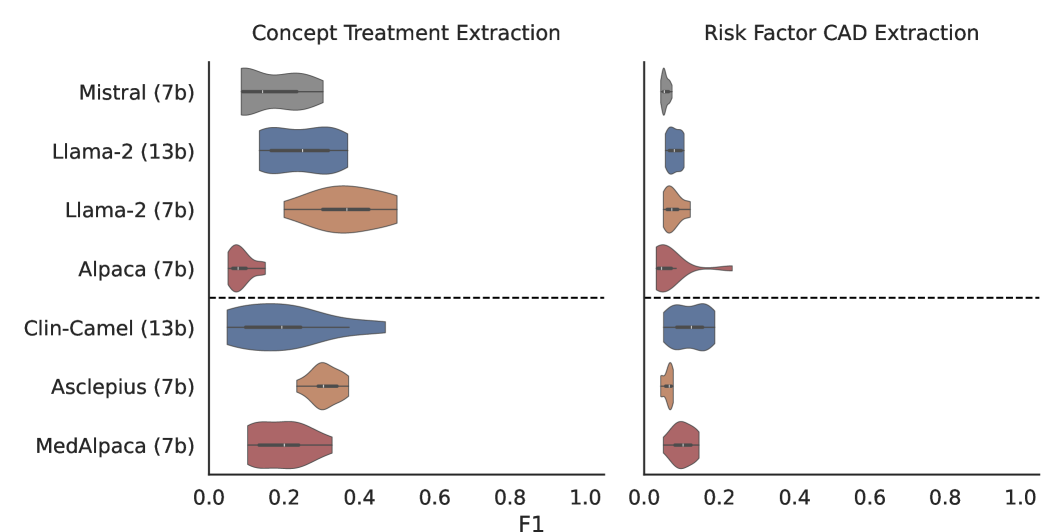 Concept Treatment Extraction
Risk Factor CAD Extraction
Mistral (7b)
Llama-2 (13b)
Llama-2 (7b)
Alpaca (7b)
Clin-Camel (13b)
Asclepius (7b)
MedAlpaca (7b)
0.0 0.2 0.4 0.6 0.8 1.0
0.0 0.2 0.4 0.6 0.8 1.0
F1